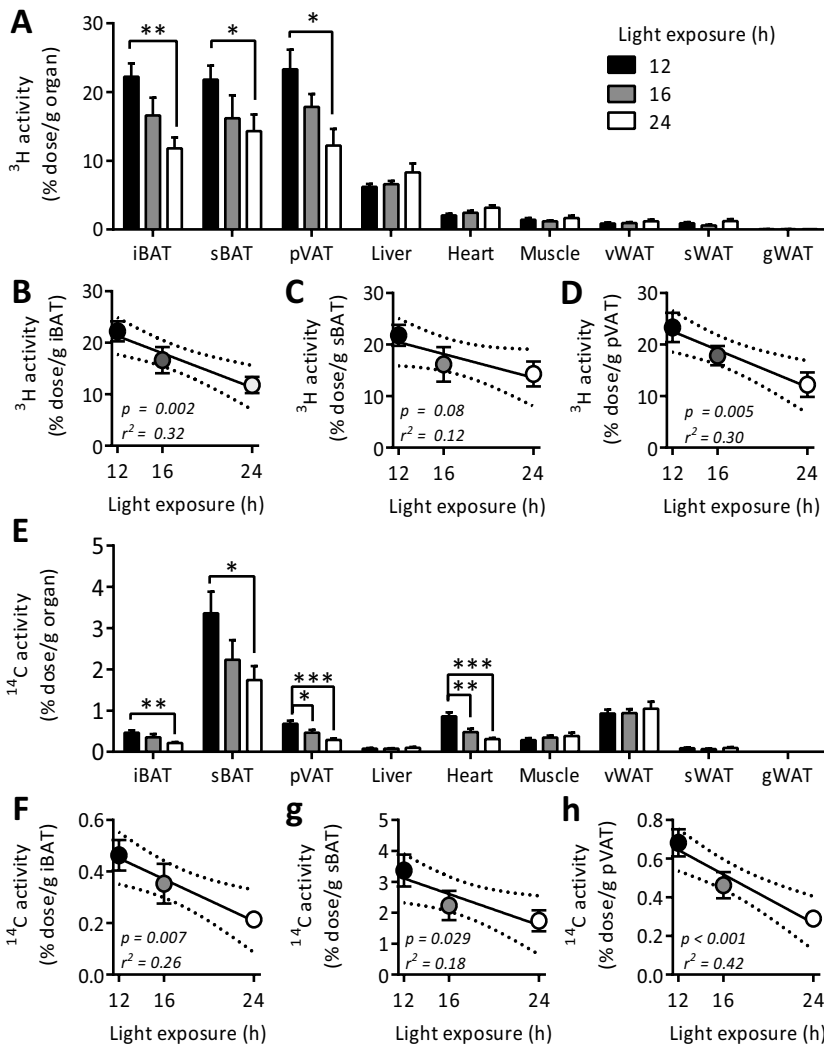 A
³H activity
(% dose/g organ)
30
20
10
0
** * *
Light exposure (h)
12
16
24
iBAT sBAT pVAT Liver Heart Muscle vWAT sWAT gWAT
B
³H activity
(% dose/g iBAT)
30
20
10
0
p = 0.002
r² = 0.32
12 16 24
Light exposure (h)
C
³H activity
(% dose/g sBAT)
30
20
10
0
p = 0.08
r² = 0.12
12 16 24
Light exposure (h)
D
³H activity
(% dose/g pVAT)
30
20
10
0
p = 0.005
r² = 0.30
12 16 24
Light exposure (h)
E
¹⁴C activity
(% dose/g organ)
5
4
3
2
1
0
** * *** * *** **
iBAT sBAT pVAT Liver Heart Muscle vWAT sWAT gWAT
F
¹⁴C activity
(% dose/g iBAT)
0.6
0.4
0.2
0.0
p = 0.007
r² = 0.26
12 16 24
Light exposure (h)
g
¹⁴C activity
(% dose/g sBAT)
5
4
3
2
1
0
p = 0.029
r² = 0.18
12 16 24
Light exposure (h)
h
¹⁴C activity
(% dose/g pVAT)
0.8
0.6
0.4
0.2
0.0
p < 0.001
r² = 0.42
12 16 24
Light exposure (h)